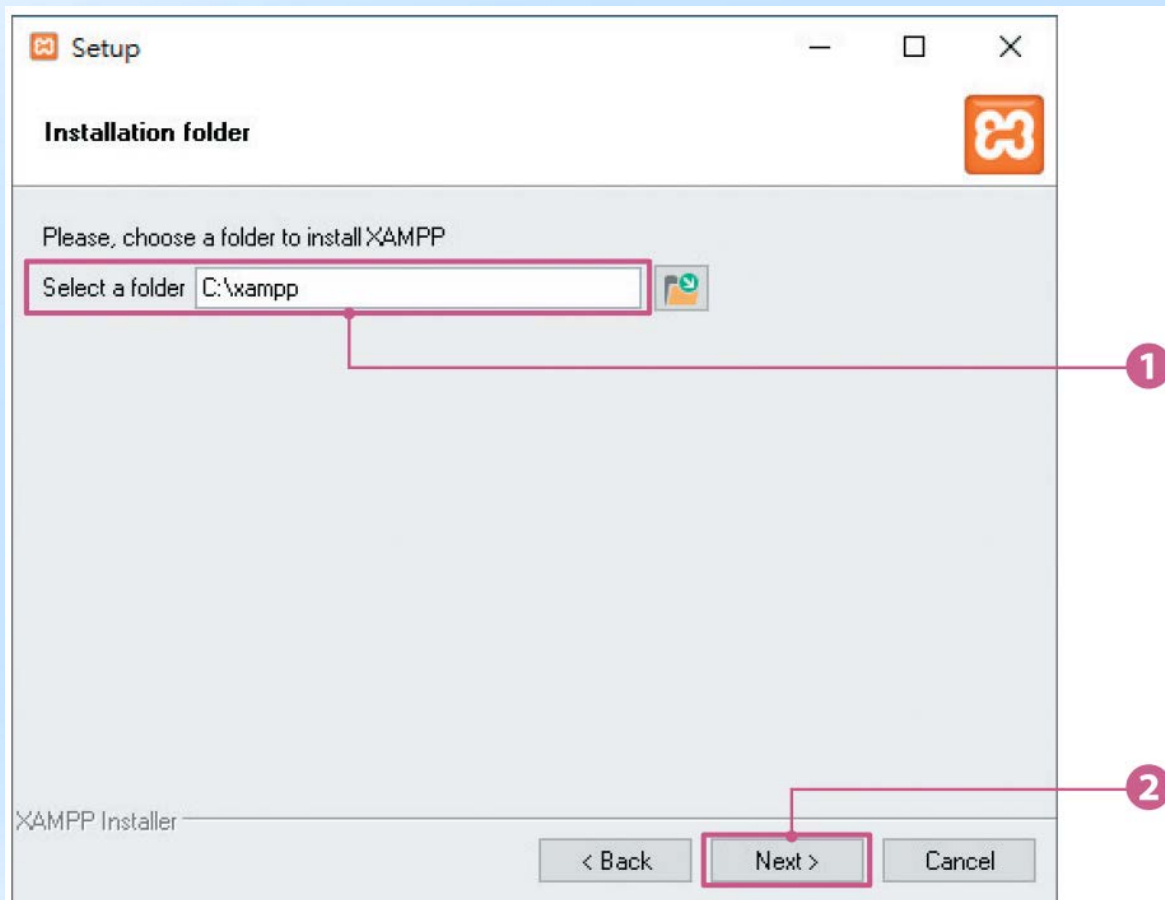 Setup
Installation folder
Please, choose a folder to install XAMPP
Select a folder C:\xampp
1
2
XAMPP Installer
< Back Next > Cancel